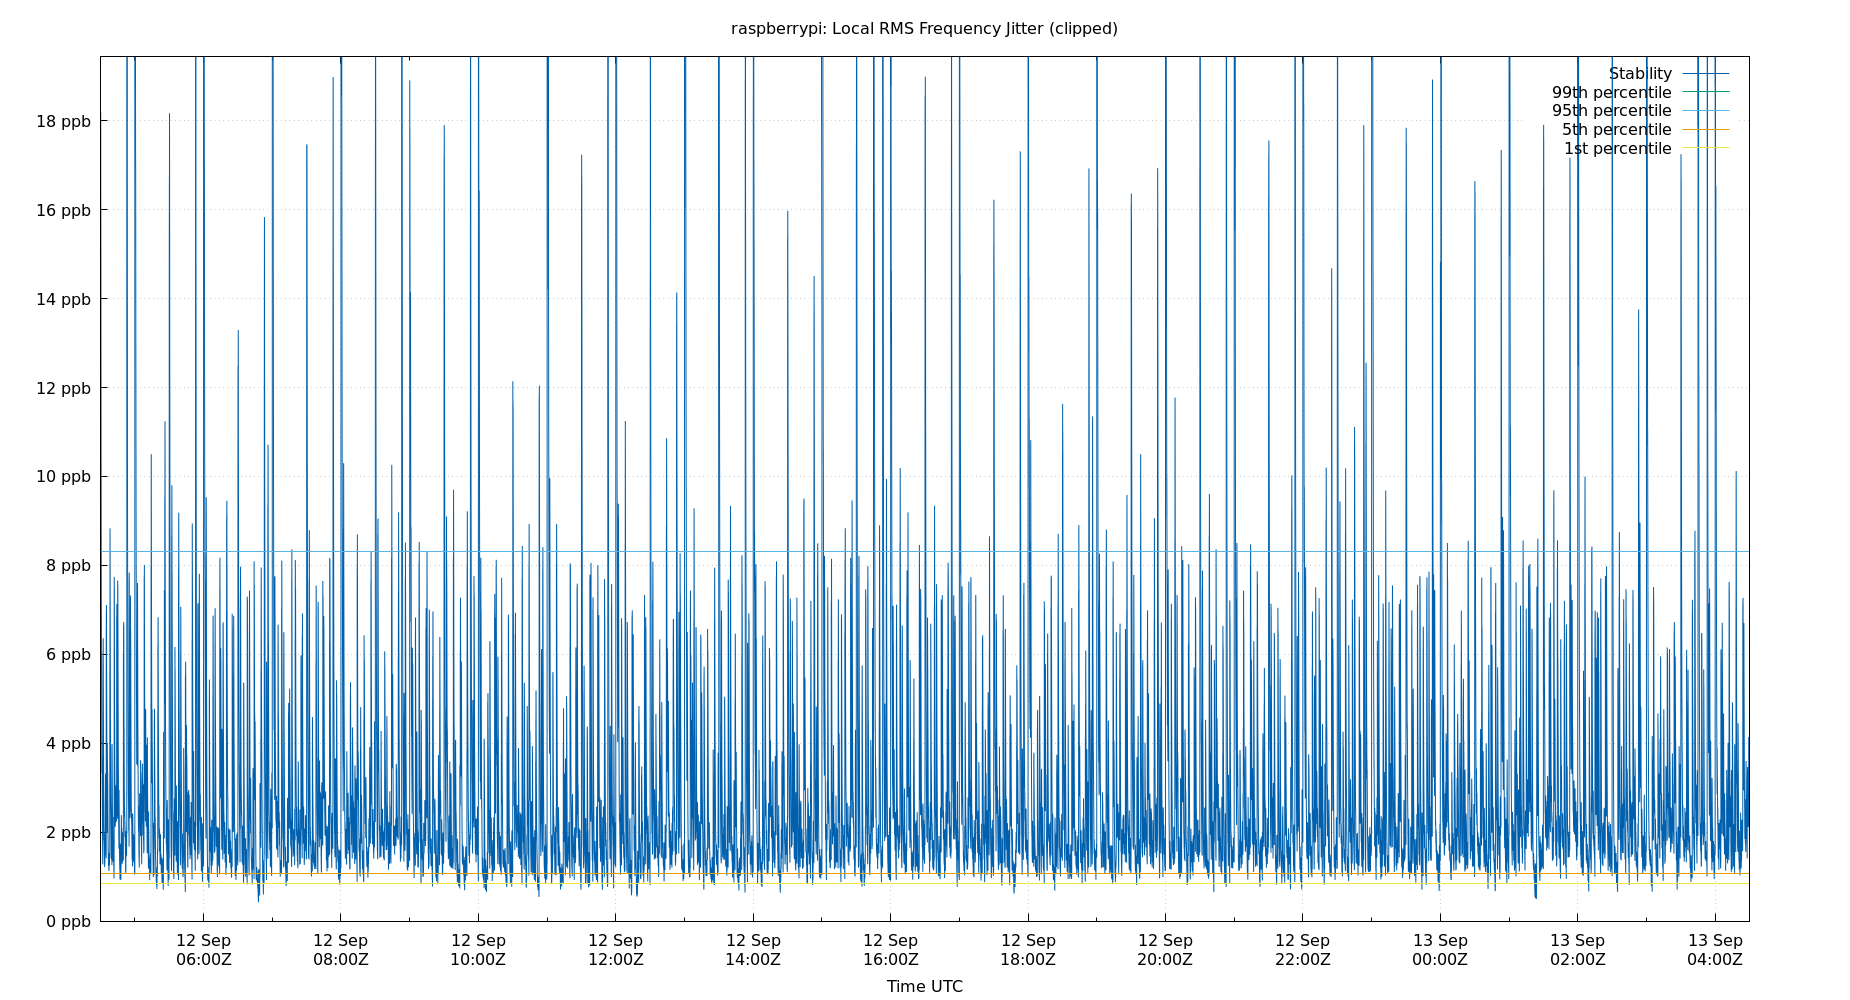 raspberrypi: Local RMS Frequency Jitter (clipped)
Stability
99th percentile
95th percentile
5th percentile
1st percentile
18 ppb
16 ppb
14 ppb
12 ppb
10 ppb
8 ppb
6 ppb
4 ppb
2 ppb
0 ppb
12 Sep 12 Sep 12 Sep 12 Sep 12 Sep 12 Sep 12 Sep 12 Sep 12 Sep 13 Sep 13 Sep 13 Sep
06:00Z 08:00Z 10:00Z 12:00Z 14:00Z 16:00Z 18:00Z 20:00Z 22:00Z 00:00Z 02:00Z 04:00Z
Time UTC